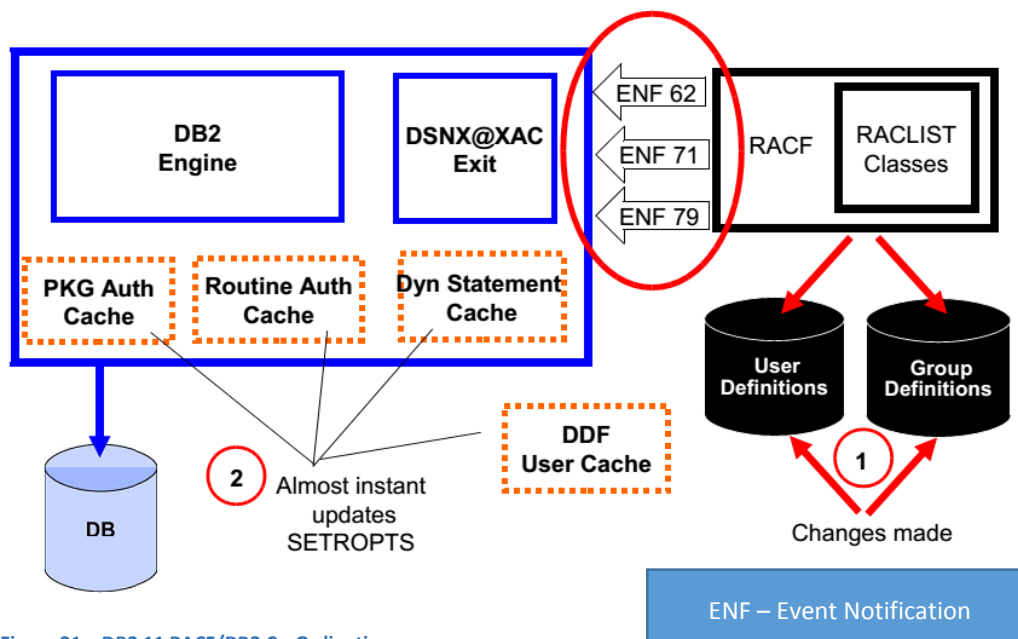 DB2
Engine
DSNX@XAC
Exit
ENF 62
ENF 71
ENF 79
RACF
RACLIST
Classes
PKG Auth
Cache
Routine Auth
Cache
Dyn Statement
Cache
User
Definitions
Group
Definitions
DDF
User Cache
2
Almost instant
updates
SETROPTS
1
Changes made
DB
ENF – Event Notification